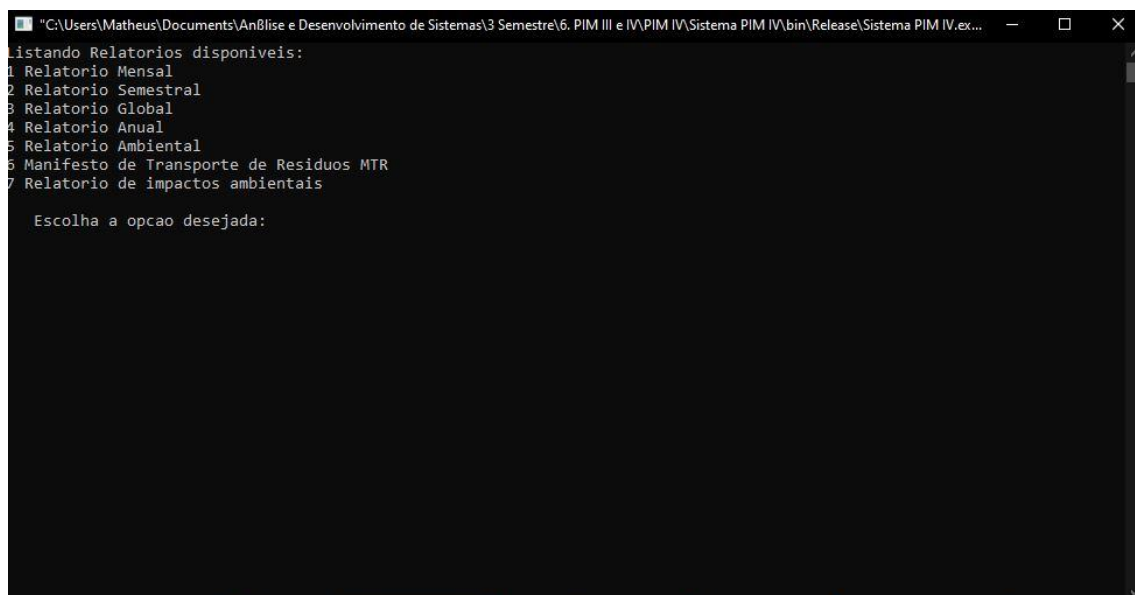 "C:\Users\Matheus\Documents\Anßlise e Desenvolvimento de Sistemas\3 Semestre\6. PIM III e IV\PIM IV\Sistema PIM IV\bin\Release\Sistema PIM IV.ex...
Listando Relatorios disponiveis:
1 Relatorio Mensal
2 Relatorio Semestral
3 Relatorio Global
4 Relatorio Anual
5 Relatorio Ambiental
6 Manifesto de Transporte de Residuos MTR
7 Relatorio de impactos ambientais
Escolha a opcao desejada: